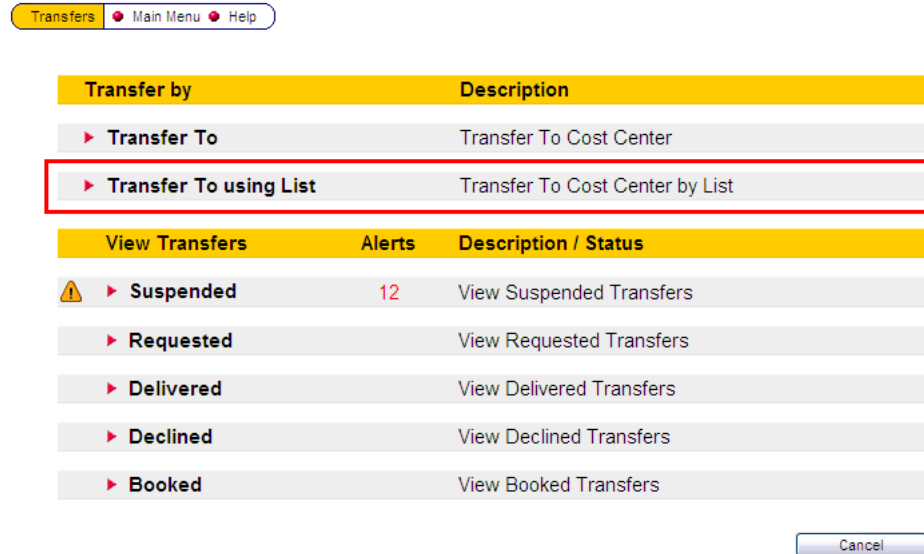 Transfers Main Menu Help
Transfer by Description
Transfer To Transfer To Cost Center
Transfer To using List Transfer To Cost Center by List
View Transfers Alerts Description / Status
Suspended 12 View Suspended Transfers
Requested View Requested Transfers
Delivered View Delivered Transfers
Declined View Declined Transfers
Booked View Booked Transfers
Cancel